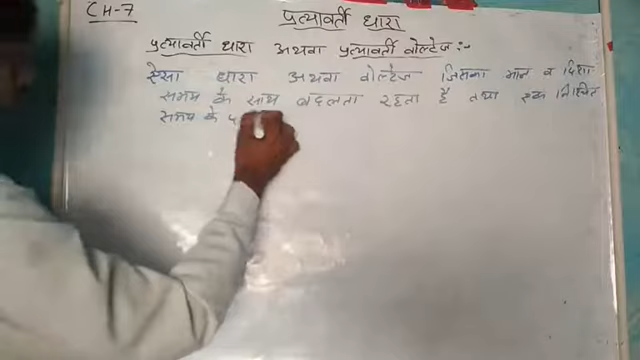 CH-7
प्रत्यावर्ती धारा
प्रत्यावर्ती धारा अथवा प्रत्यावर्ती वोल्टेज :-
ऐसा धारा अथवा वोल्टेज जिसका मान व दिशा
समय के साथ बदलता रहता है तथा एक निश्चित
समय के